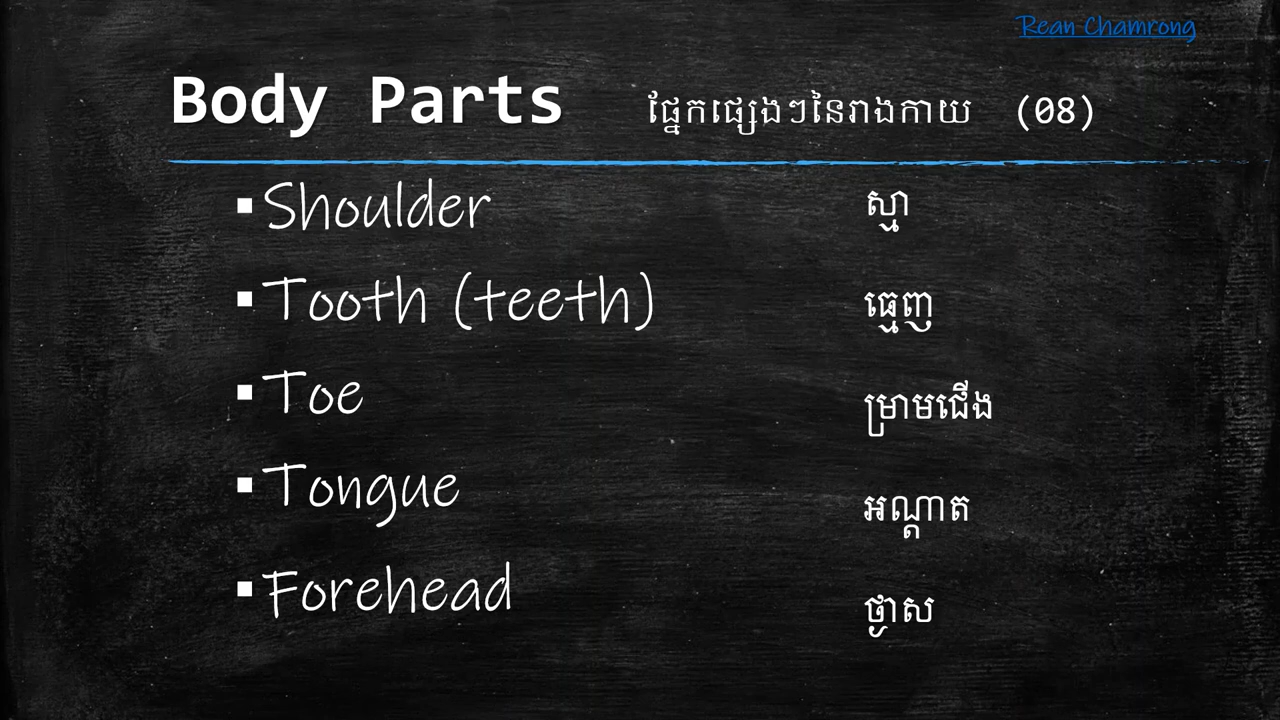 Rean Chamrong
Body Parts ផ្នែកផ្សេងៗនៃរាងកាយ (08)
▪ Shoulder ស្មា
▪ Tooth (teeth) ធ្មេញ
▪ Toe ម្រាមជើង
▪ Tongue អណ្តាត
▪ Forehead ថ្ងាស